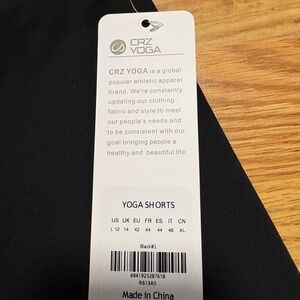 CRZ
YOGA
CRZ YOGA is a global
popular athletic apparel
brand. We're constantly
updating our clothing
fabric and style to meet
our people's needs and
to be consistent with our
goal bringing people a
healthy and beautiful life.
YOGA SHORTS
US UK EU FR ES IT CN
L 12 14 42 44 44 48 XL
Black#1
6941923287618
R613A5
Made in China